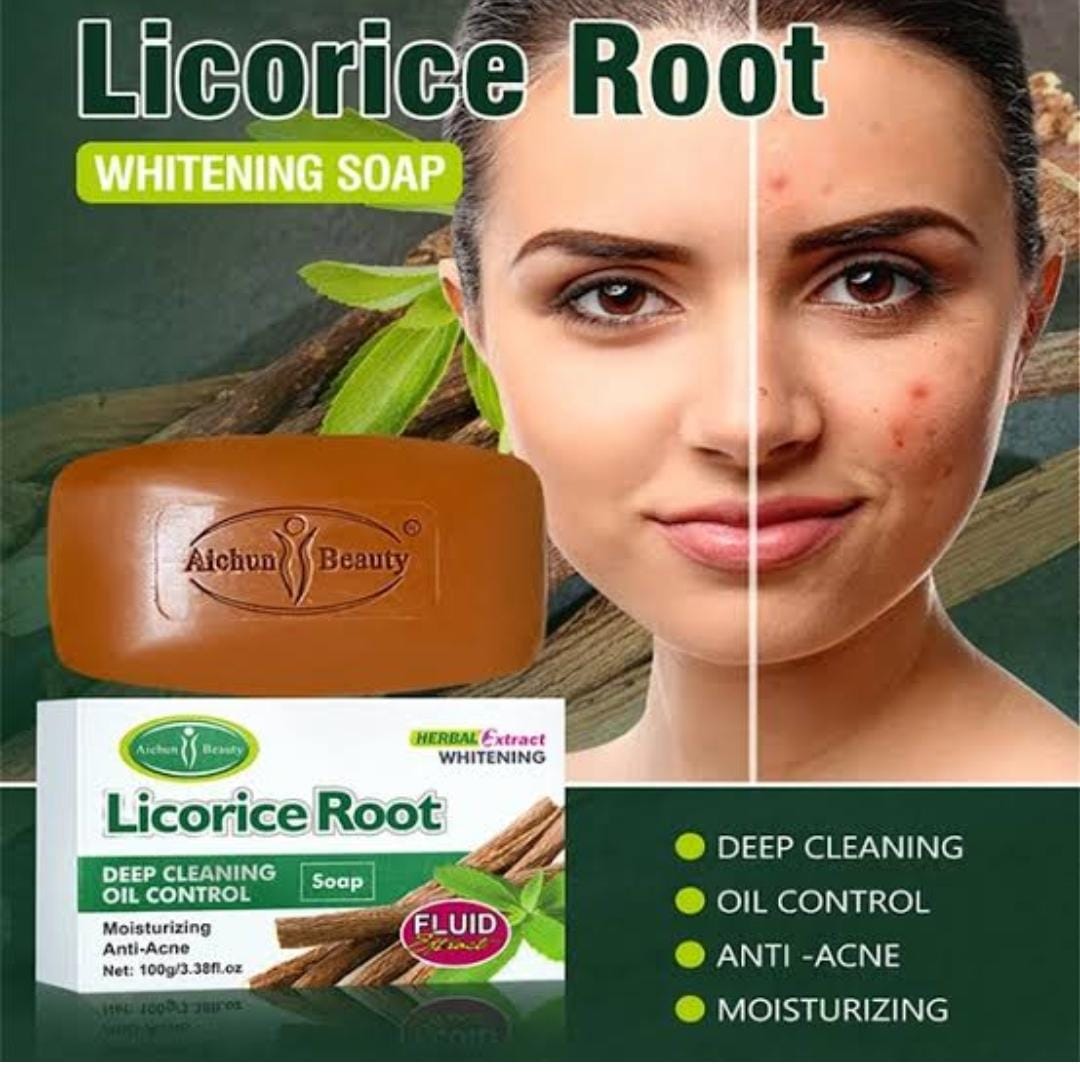 Licorice Root
WHITENING SOAP
Aichun Beauty ®
Aichun Beauty
HERBAL Extract
WHITENING
Licorice Root
DEEP CLEANING
OIL CONTROL
Soap
Moisturizing
Anti-Acne
Net: 100g/3.38fl.oz
FLUID
Extract
DEEP CLEANING
OIL CONTROL
ANTI -ACNE
MOISTURIZING